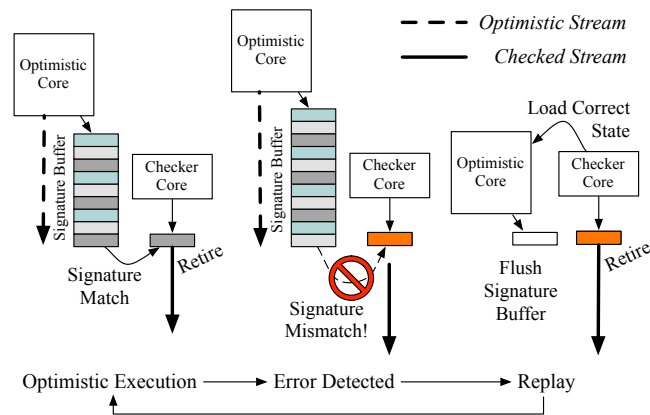 Optimistic Stream
Checked Stream
Optimistic
Core
Signature Buffer
Checker
Core
Signature
Match
Retire
Optimistic
Core
Signature Buffer
Checker
Core
Signature
Mismatch!
Load Correct
State
Optimistic
Core
Checker
Core
Flush
Signature
Buffer
Retire
Optimistic Execution
Error Detected
Replay